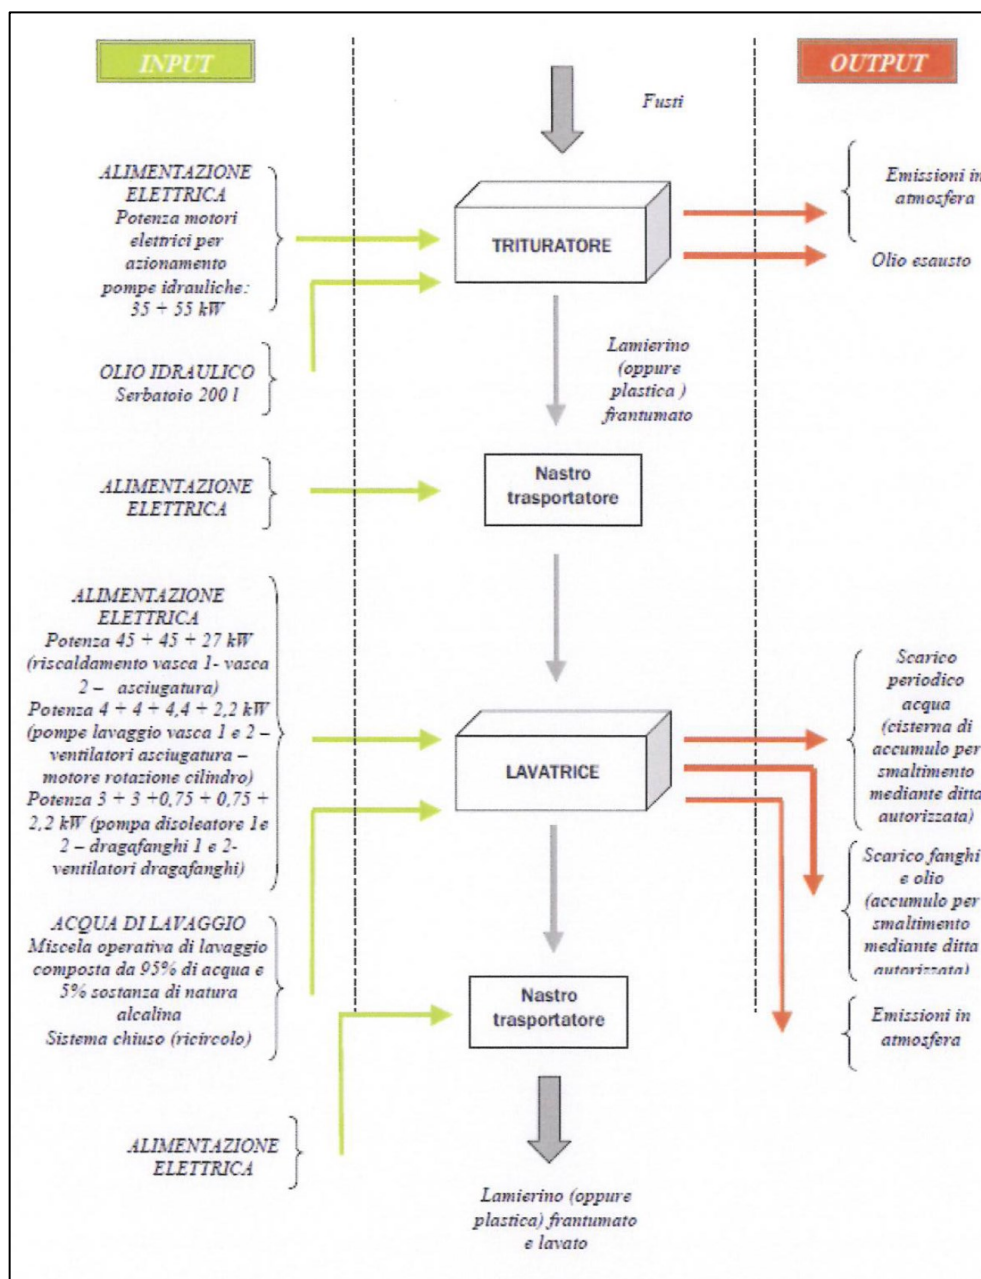 INPUT
OUTPUT
Fusti
ALIMENTAZIONE
ELETTRICA
Potenza motori
elettrici per
azionamento
pompe idrauliche:
35 + 55 kW
TRITURATORE
Emissioni in
atmosfera
Olio esausto
OLIO IDRAULICO
Serbatoio 200 l
Lamierino
(oppure
plastica )
frantumato
ALIMENTAZIONE
ELETTRICA
Nastro
trasportatore
ALIMENTAZIONE
ELETTRICA
Potenza 45 + 45 + 27 kW
(riscaldamento vasca 1- vasca
2 – asciugatura)
Potenza 4 + 4 + 4,4 + 2,2 kW
(pompe lavaggio vasca 1 e 2 –
ventilatori asciugatura –
motore rotazione cilindro)
Potenza 3 + 3 +0,75 + 0,75 +
2,2 kW (pompa disoleatore 1e
2 – dragafanghi 1 e 2-
ventilatori dragafanghi)
LAVATRICE
Scarico
periodico
acqua
(cisterna di
accumulo per
smaltimento
mediante ditta
autorizzata)
Scarico fanghi
e olio
(accumulo per
smaltimento
mediante ditta
autorizzata)
ACQUA DI LAVAGGIO
Miscela operativa di lavaggio
composta da 95% di acqua e
5% sostanza di natura
alcalina
Sistema chiuso (ricircolo)
Nastro
trasportatore
Emissioni in
atmosfera
ALIMENTAZIONE
ELETTRICA
Lamierino (oppure
plastica) frantumato
e lavato